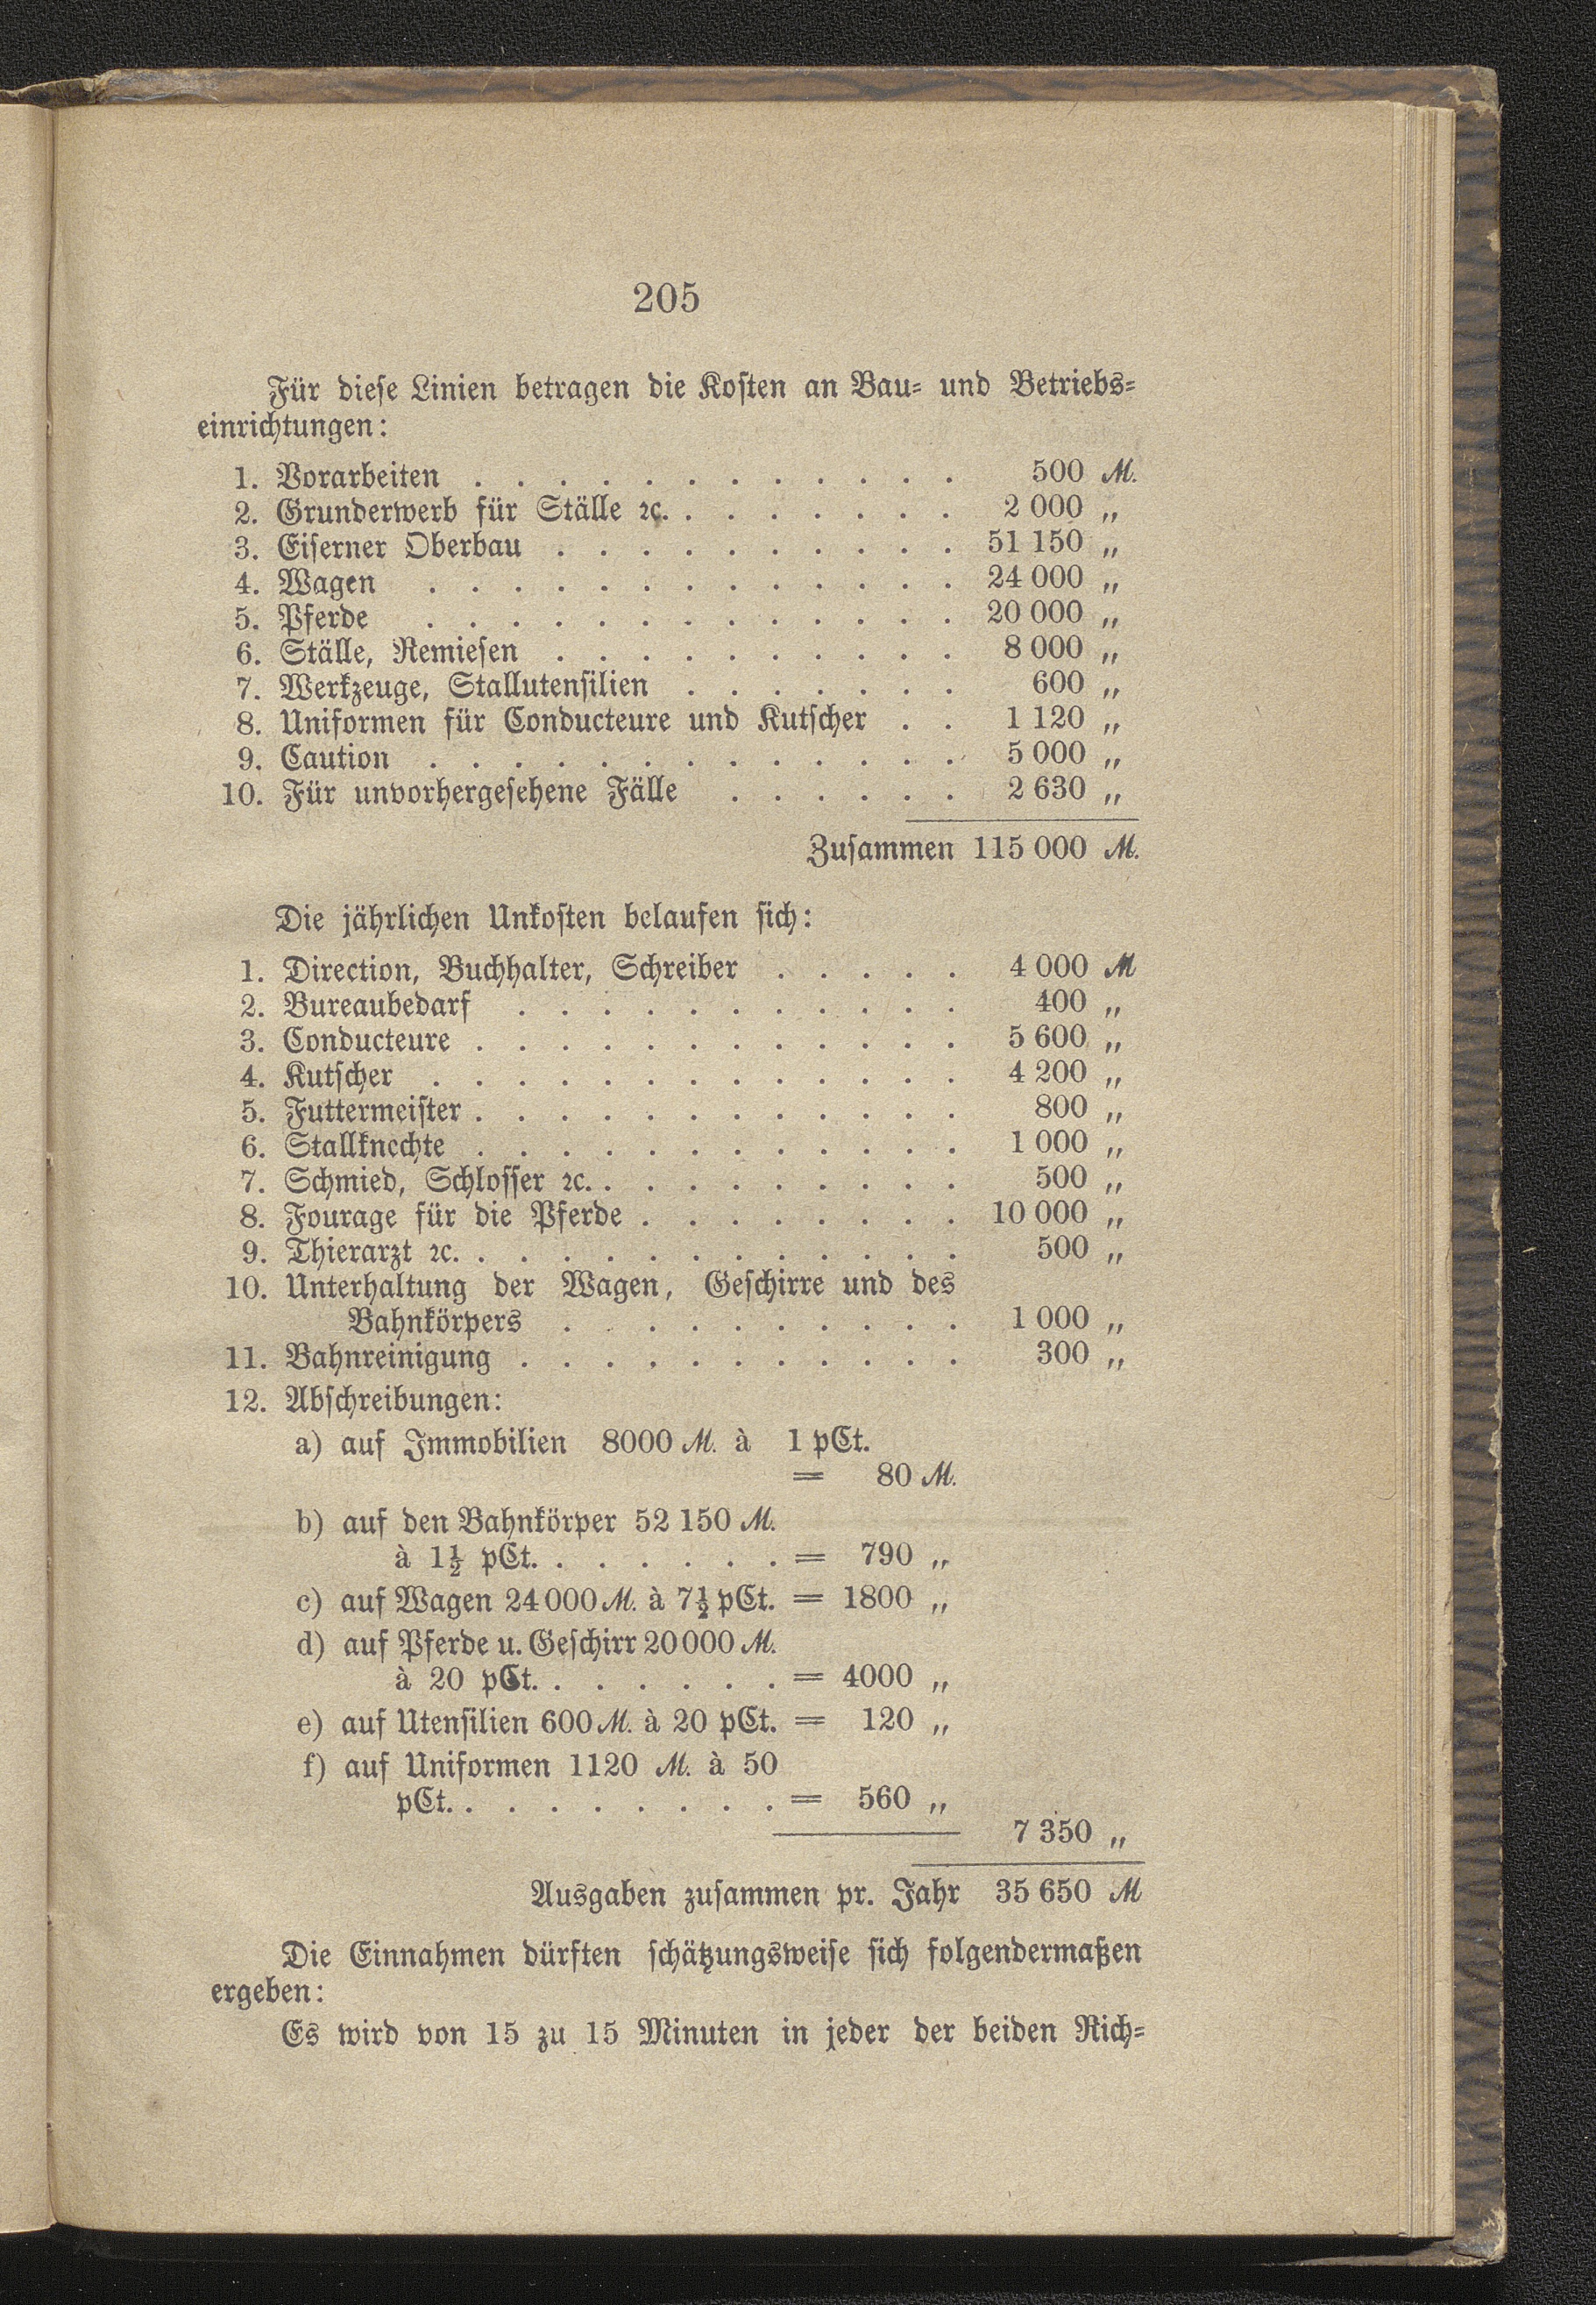 205
Für diese Linien betragen die Kosten an Bau- und Betriebs-
einrichtungen:
1. Vorarbeiten . . . . . . . . . . . . 500 M.
2. Grunderwerb für Ställe ꝛc. . . . . . . . 2 000 „
3. Eiserner Oberbau . . . . . . . . . . 51 150 „
4. Wagen . . . . . . . . . . . . . 24 000 „
5. Pferde . . . . . . . . . . . . . 20 000 „
6. Ställe, Remiesen . . . . . . . . . . 8 000 „
7. Werkzeuge, Stallutensilien . . . . . . . 600 „
8. Uniformen für Conducteure und Kutscher . . 1 120 „
9. Caution . . . . . . . . . . . . . 5 000 „
10. Für unvorhergesehene Fälle . . . . . . 2 630 „
Zusammen 115 000 M.
Die jährlichen Unkosten belaufen sich:
1. Direction, Buchhalter, Schreiber . . . . . 4 000 M
2. Bureaubedarf . . . . . . . . . . . 400 „
3. Conducteure . . . . . . . . . . . . 5 600 „
4. Kutscher . . . . . . . . . . . . . 4 200 „
5. Futtermeister . . . . . . . . . . . . 800 „
6. Stallknechte . . . . . . . . . . . . 1 000 „
7. Schmied, Schlosser ꝛc. . . . . . . . . . 500 „
8. Fourage für die Pferde . . . . . . . . 10 000 „
9. Thierarzt ꝛc. . . . . . . . . . . . . 500 „
10. Unterhaltung der Wagen, Geschirre und des
Bahnkörpers . . . . . . . . . . 1 000 „
11. Bahnreinigung . . . . . . . . . . . 300 „
12. Abschreibungen:
a) auf Immobilien 8000 M. à 1 pCt.
= 80 M.
b) auf den Bahnkörper 52 150 M.
à 1½ pCt. . . . . . . = 790 „
c) auf Wagen 24 000 M. à 7½ pCt. = 1800 „
d) auf Pferde u. Geschirr 20 000 M.
à 20 pCt. . . . . . . = 4000 „
e) auf Utensilien 600 M. à 20 pCt. = 120 „
f) auf Uniformen 1120 M. à 50
pCt. . . . . . . . . = 560 „
7 350 „
Ausgaben zusammen pr. Jahr 35 650 M
Die Einnahmen dürften schätzungsweise sich folgendermaßen
ergeben:
Es wird von 15 zu 15 Minuten in jeder der beiden Rich-